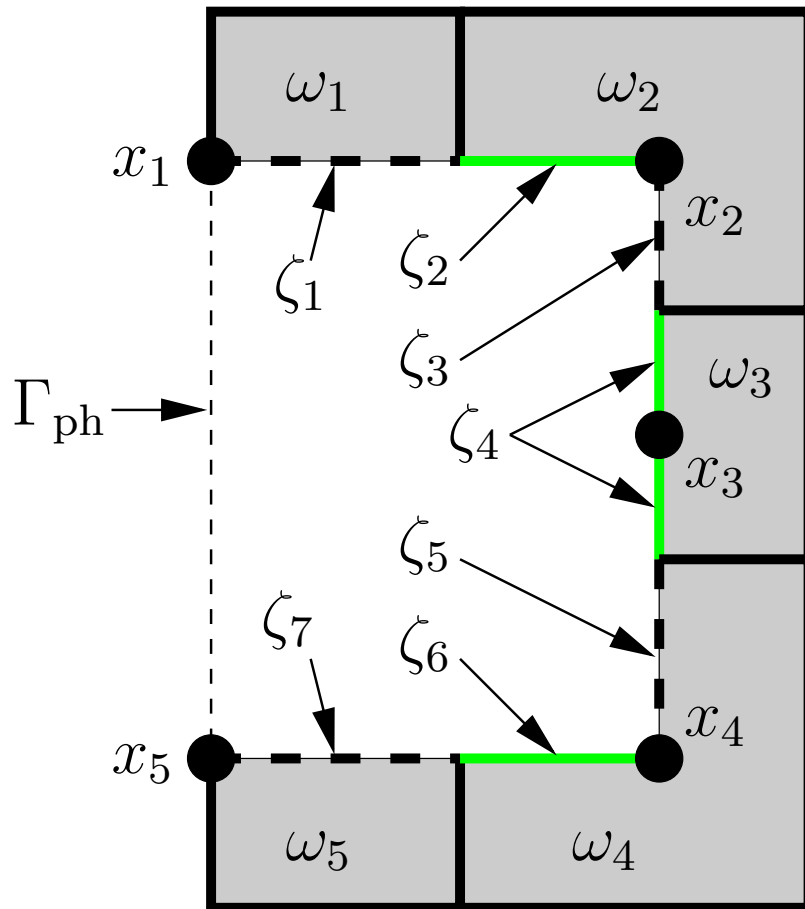 ω₁ ω₂
x₁
x₂
ζ₁ ζ₂
ζ₃
ω₃
Γₚₕ
ζ₄
x₃
ζ₅
ζ₇ ζ₆
x₄
x₅
ω₅ ω₄